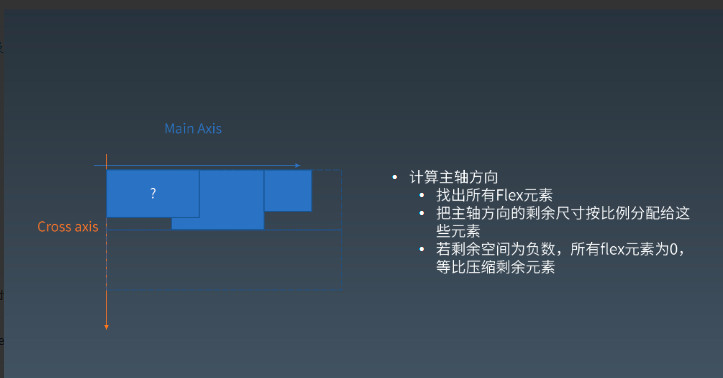 Main Axis
?
Cross axis
• 计算主轴方向
• 找出所有Flex元素
• 把主轴方向的剩余尺寸按比例分配给这
些元素
• 若剩余空间为负数，所有flex元素为0，
等比压缩剩余元素